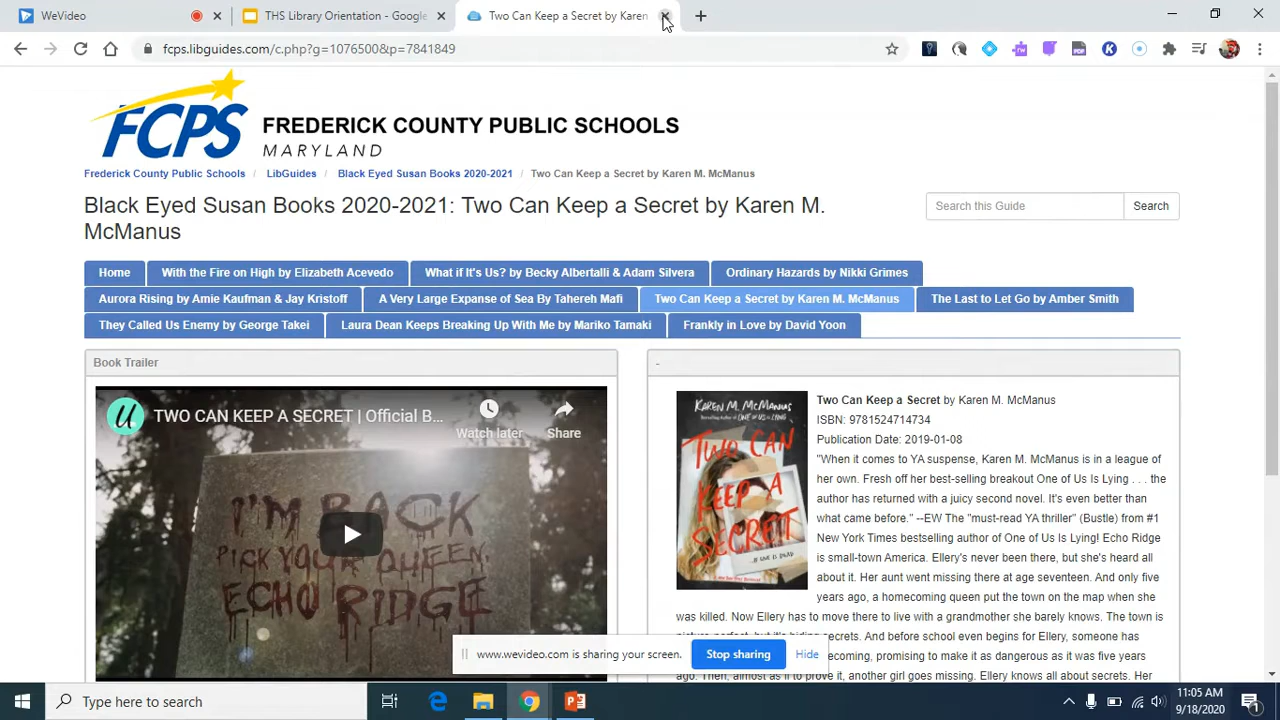 WeVideo
THS Library Orientation - Google
Two Can Keep a Secret by Karen
fcps.libguides.com/c.php?g=1076500&p=7841849
FCPS
FREDERICK COUNTY PUBLIC SCHOOLS
MARYLAND
Frederick County Public Schools / LibGuides / Black Eyed Susan Books 2020-2021 / Two Can Keep a Secret by Karen M. McManus
Black Eyed Susan Books 2020-2021: Two Can Keep a Secret by Karen M.
McManus
Search this Guide
Search
Home
With the Fire on High by Elizabeth Acevedo
What if It's Us? by Becky Albertalli & Adam Silvera
Ordinary Hazards by Nikki Grimes
Aurora Rising by Amie Kaufman & Jay Kristoff
A Very Large Expanse of Sea By Tahereh Mafi
Two Can Keep a Secret by Karen M. McManus
The Last to Let Go by Amber Smith
They Called Us Enemy by George Takei
Laura Dean Keeps Breaking Up With Me by Mariko Tamaki
Frankly in Love by David Yoon
Book Trailer
TWO CAN KEEP A SECRET | Official B...
Watch later
Share
I'M BACK
PICK YOUR QUEEN,
ECHO RIDGE
-
KAREN M. McMANUS
TWO CAN
KEEP A
SECRET
Two Can Keep a Secret by Karen M. McManus
ISBN: 9781524714734
Publication Date: 2019-01-08
"When it comes to YA suspense, Karen M. McManus is in a league of
her own. Fresh off her best-selling breakout One of Us Is Lying . . . the
author has returned with a juicy second novel. It's even better than
what came before." --EW The "must-read YA thriller" (Bustle) from #1
New York Times bestselling author of One of Us Is Lying! Echo Ridge
is small-town America. Ellery's never been there, but she's heard all
about it. Her aunt went missing there at age seventeen. And only five
years ago, a homecoming queen put the town on the map when she
was killed. Now Ellery has to move there to live with a grandmother she barely knows. The town is
secrets. And before school even begins for Ellery, someone has
coming, promising to make it as dangerous as it was five years
ago. Then, almost as if to prove it, another girl goes missing. Ellery knows all about secrets. Her
www.wevideo.com is sharing your screen.
Stop sharing
Hide
Type here to search
11:05 AM
9/18/2020